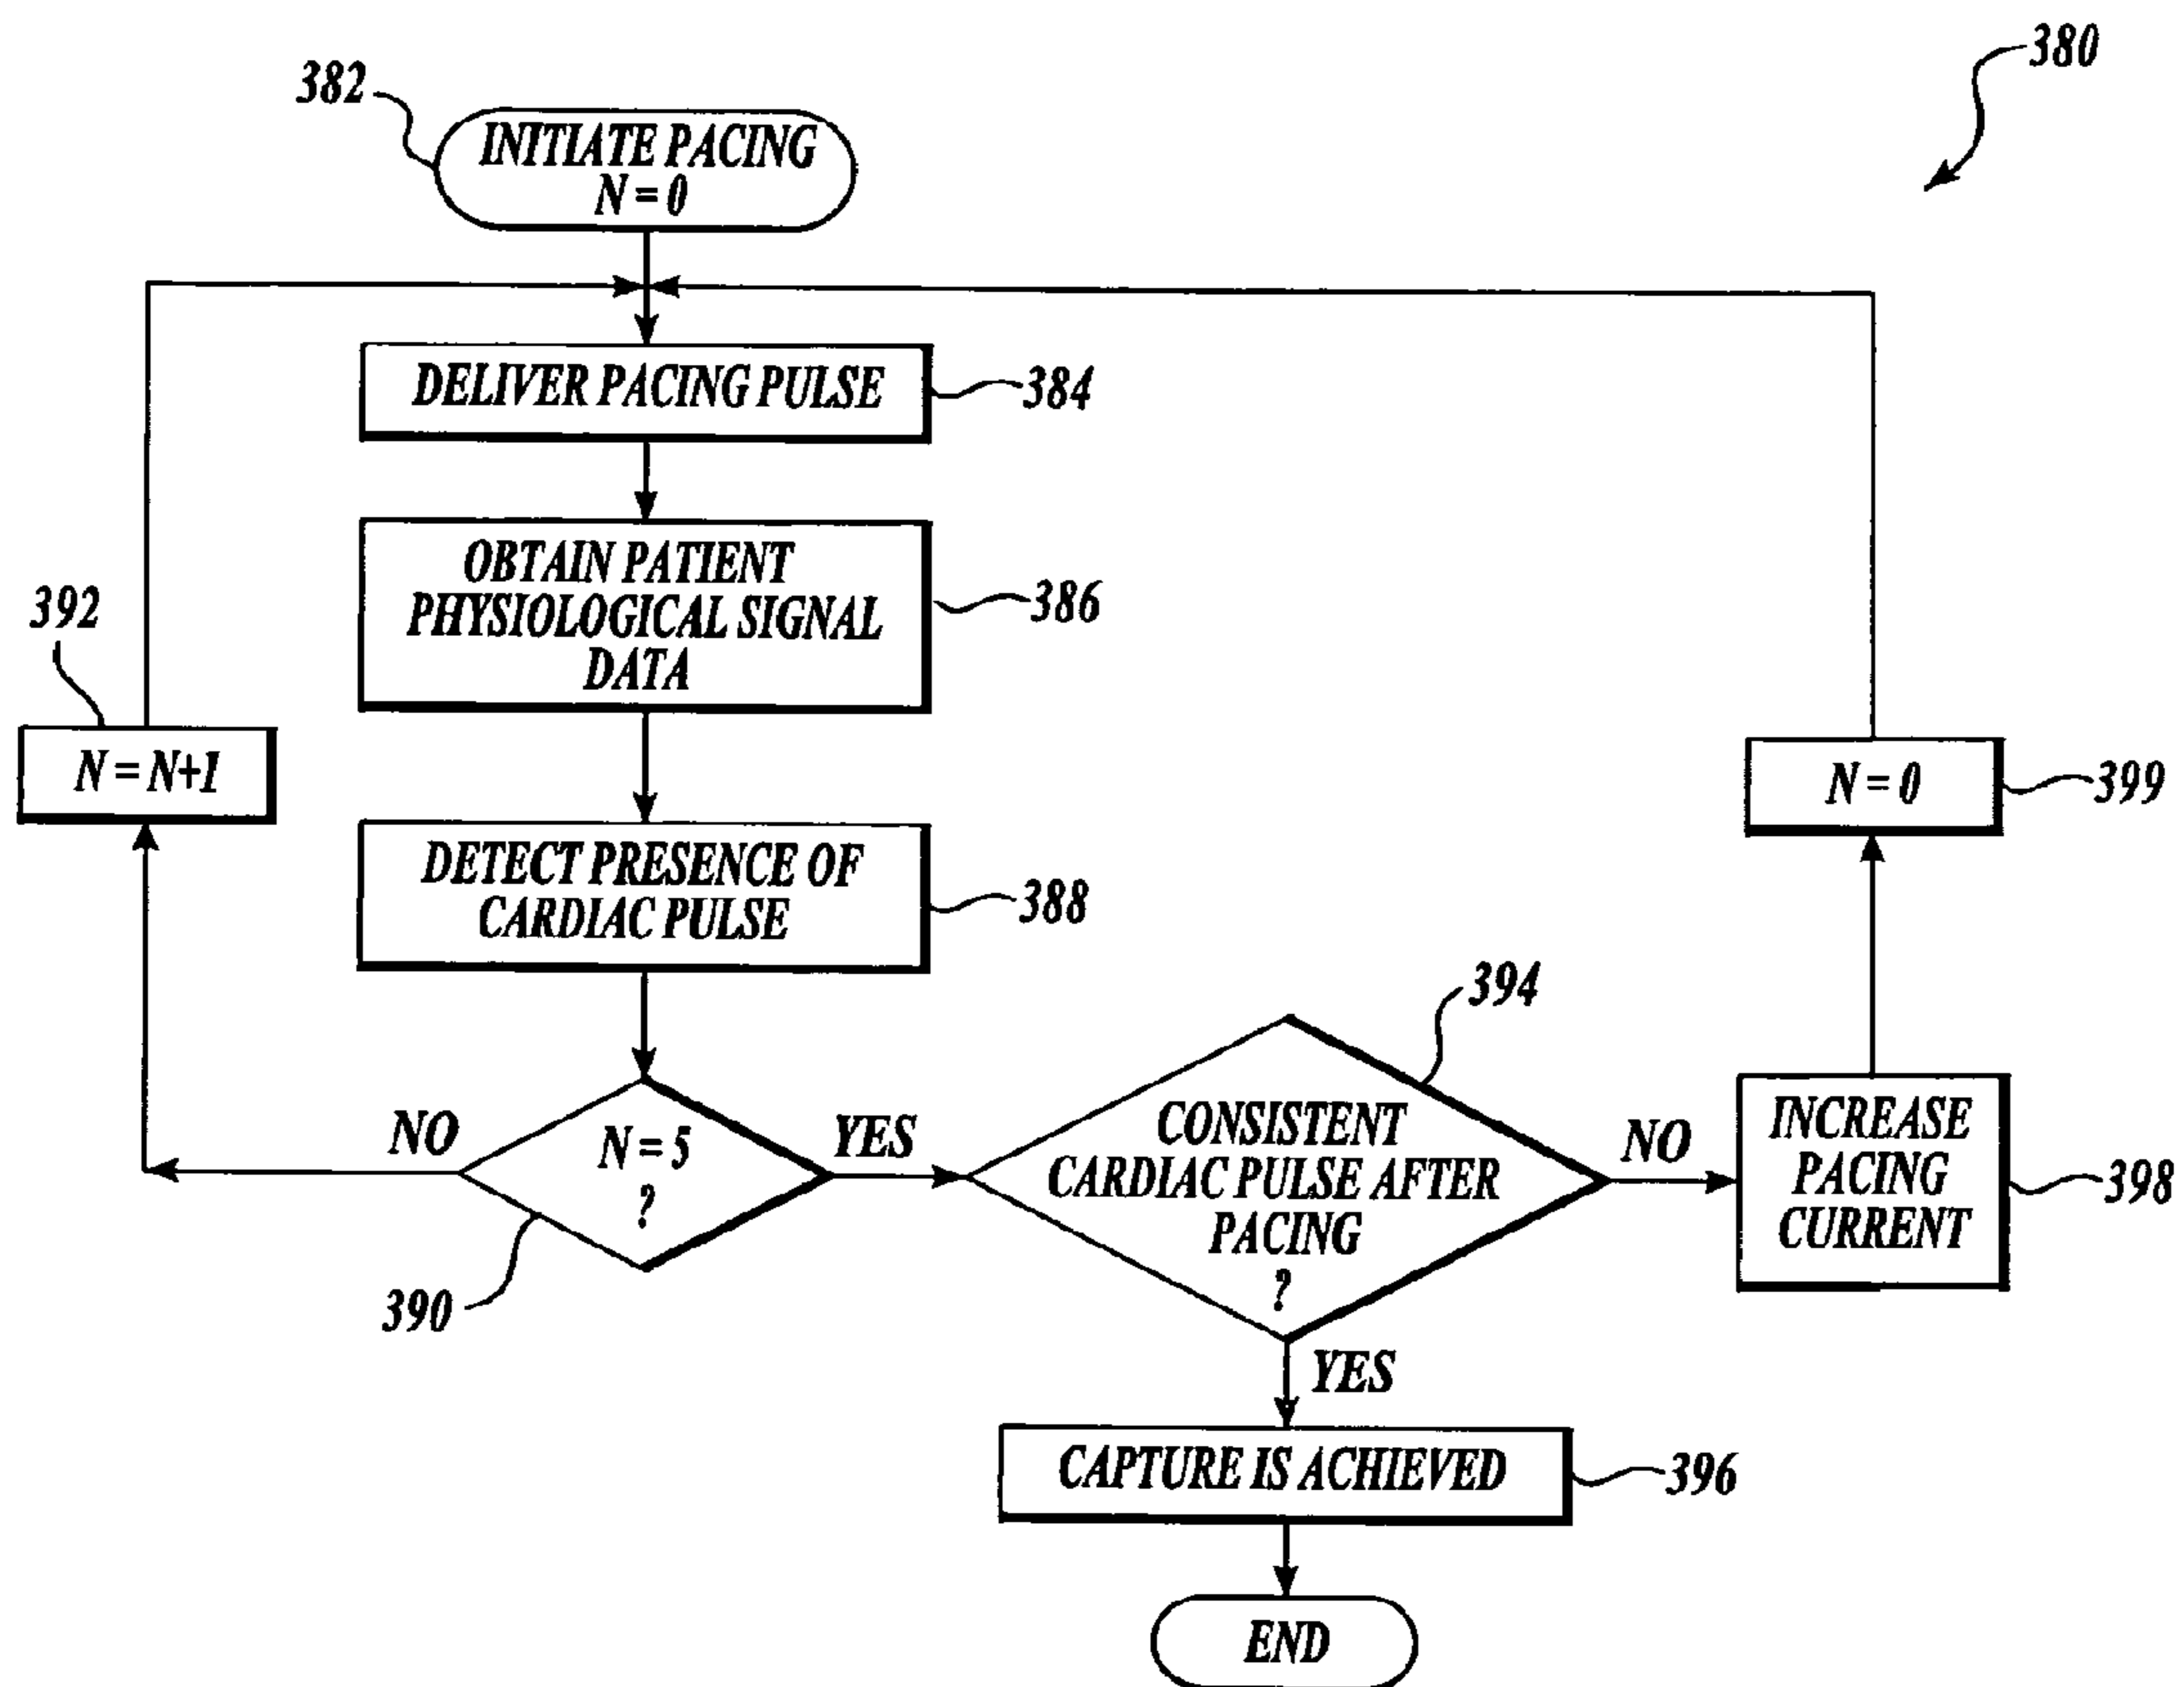 380
382
INITIATE PACING
N = 0
DELIVER PACING PULSE
384
OBTAIN PATIENT
PHYSIOLOGICAL SIGNAL
DATA
386
392
N = N+1
N = 0
399
DETECT PRESENCE OF
CARDIAC PULSE
388
394
NO
N = 5
?
YES
390
CONSISTENT
CARDIAC PULSE AFTER
PACING
?
NO
INCREASE
PACING
CURRENT
398
YES
CAPTURE IS ACHIEVED
396
END